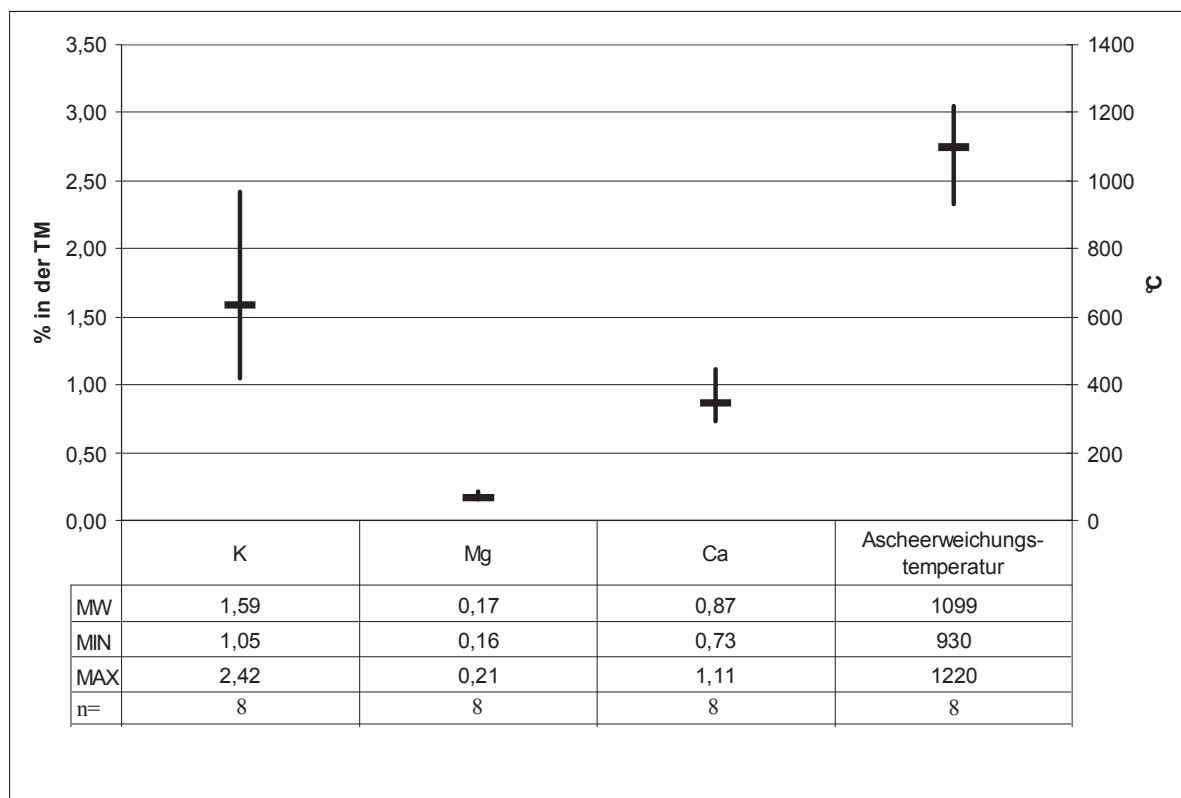 3,50 1400
3,00 1200
2,50 1000
2,00 800
1,50 600
1,00 400
0,50 200
0,00 0
% in der TM
°C
K Mg Ca Ascheerweichungs-
temperatur
MW 1,59 0,17 0,87 1099
MIN 1,05 0,16 0,73 930
MAX 2,42 0,21 1,11 1220
n= 8 8 8 8